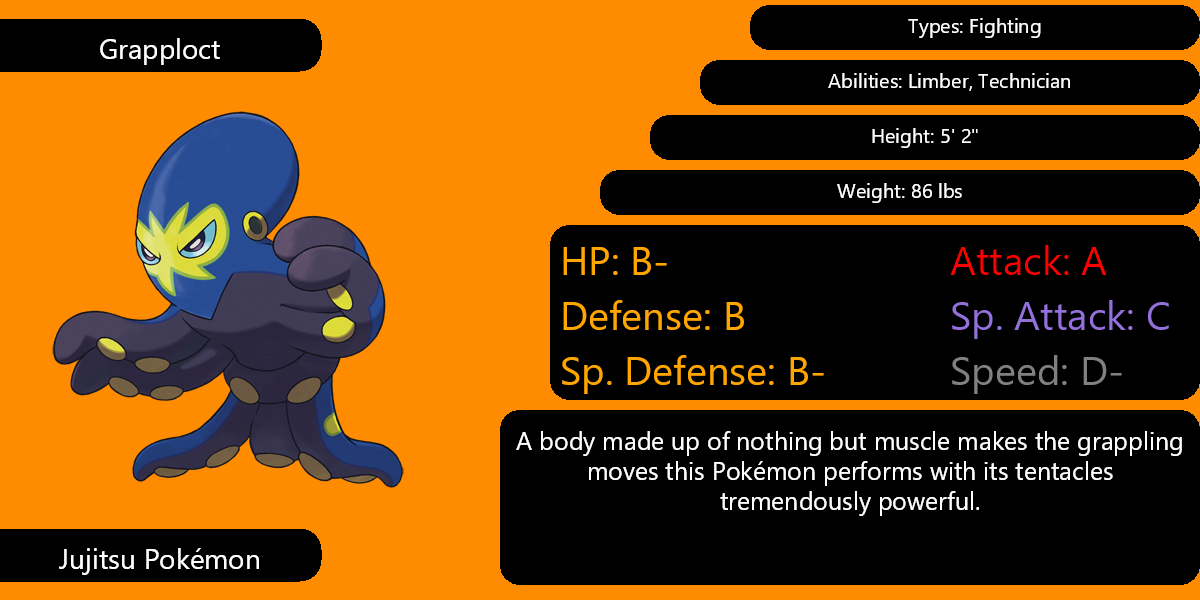 Grapploct
Types: Fighting
Abilities: Limber, Technician
Height: 5' 2"
Weight: 86 lbs
HP: B-
Attack: A
Defense: B
Sp. Attack: C
Sp. Defense: B-
Speed: D-
A body made up of nothing but muscle makes the grappling
moves this Pokémon performs with its tentacles
tremendously powerful.
Jujitsu Pokémon